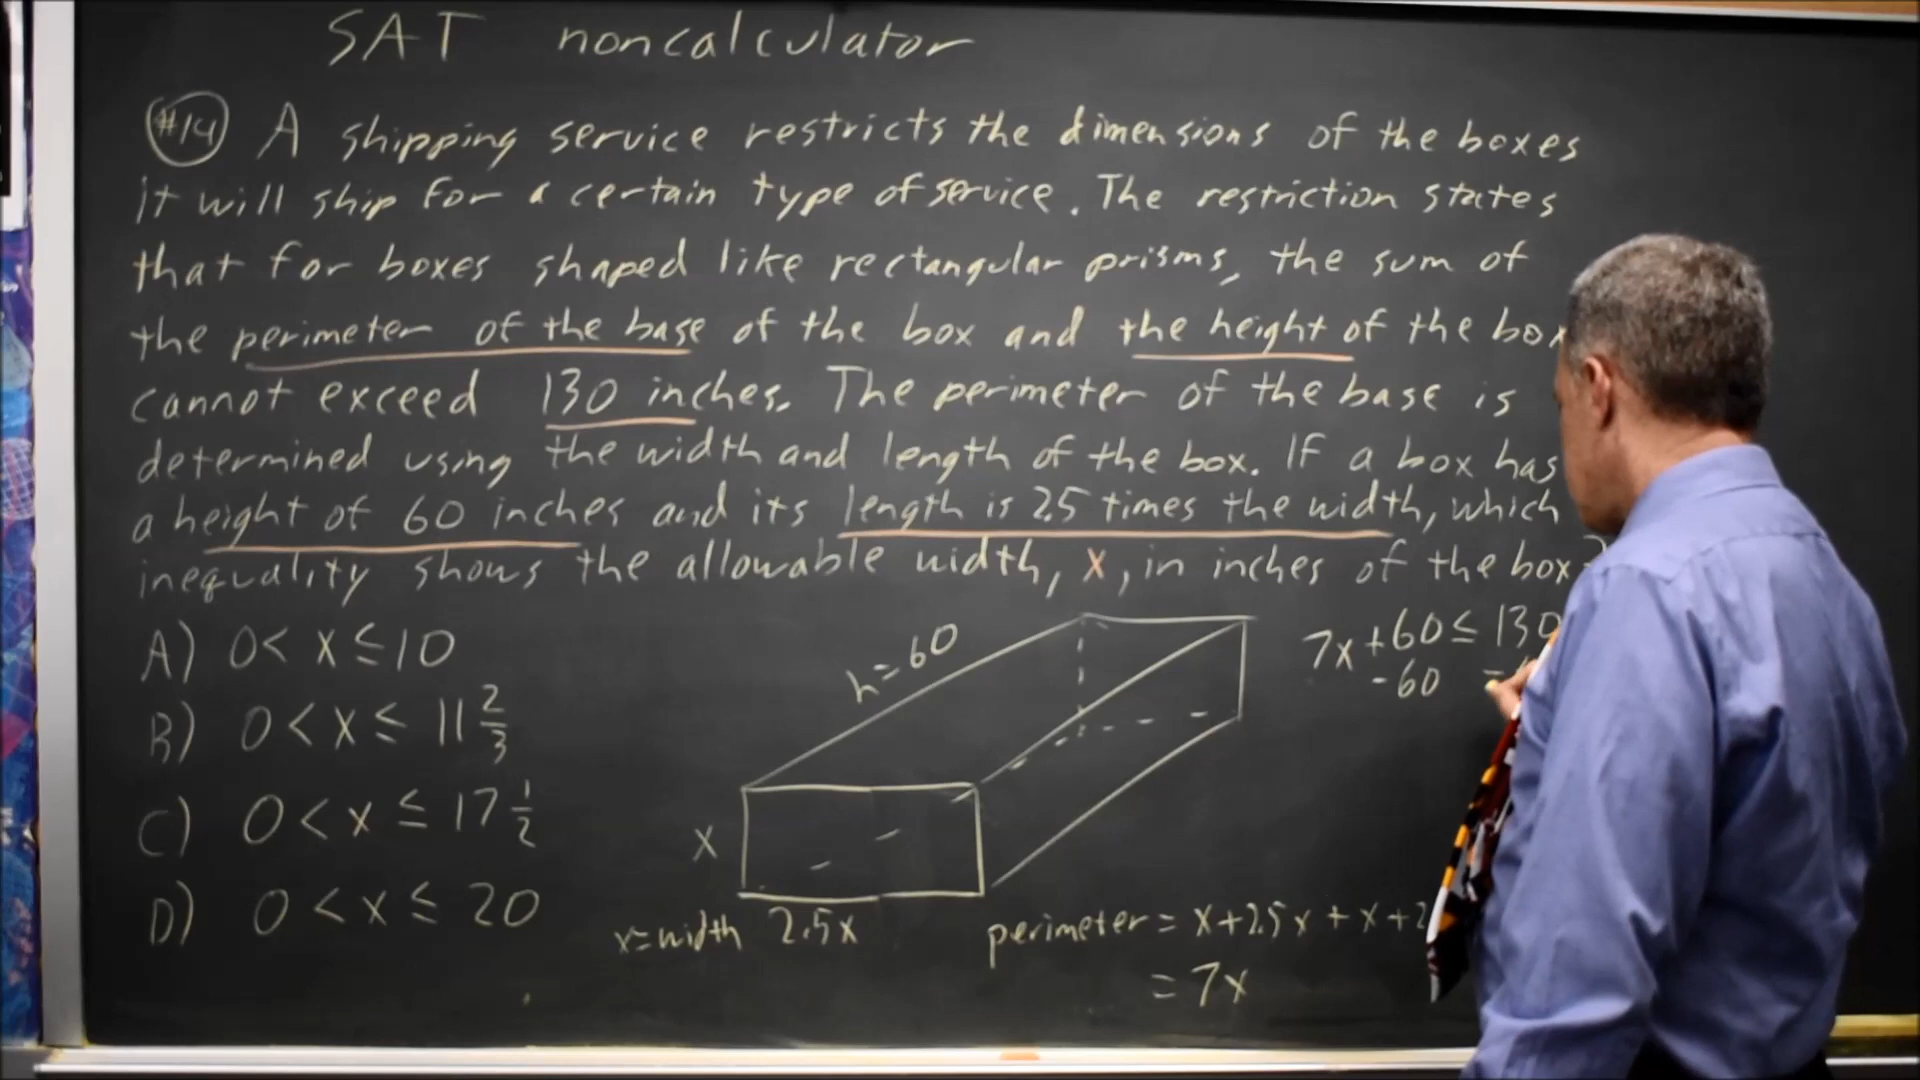 SAT noncalculator
#14 A shipping service restricts the dimensions of the boxes
it will ship for a certain type of service. The restriction states
that for boxes shaped like rectangular prisms, the sum of
the perimeter of the base of the box and the height of the box
cannot exceed 130 inches. The perimeter of the base is
determined using the width and length of the box. If a box has
a height of 60 inches and its length is 2.5 times the width, which
inequality shows the allowable width, x, in inches of the box?
A) 0 < x ≤ 10
B) 0 < x ≤ 11 2/3
C) 0 < x ≤ 17 1/2
D) 0 < x ≤ 20
h=60
x
x=width 2.5x
7x+60≤130
-60 -
perimeter = x+2.5x+x+2
= 7x